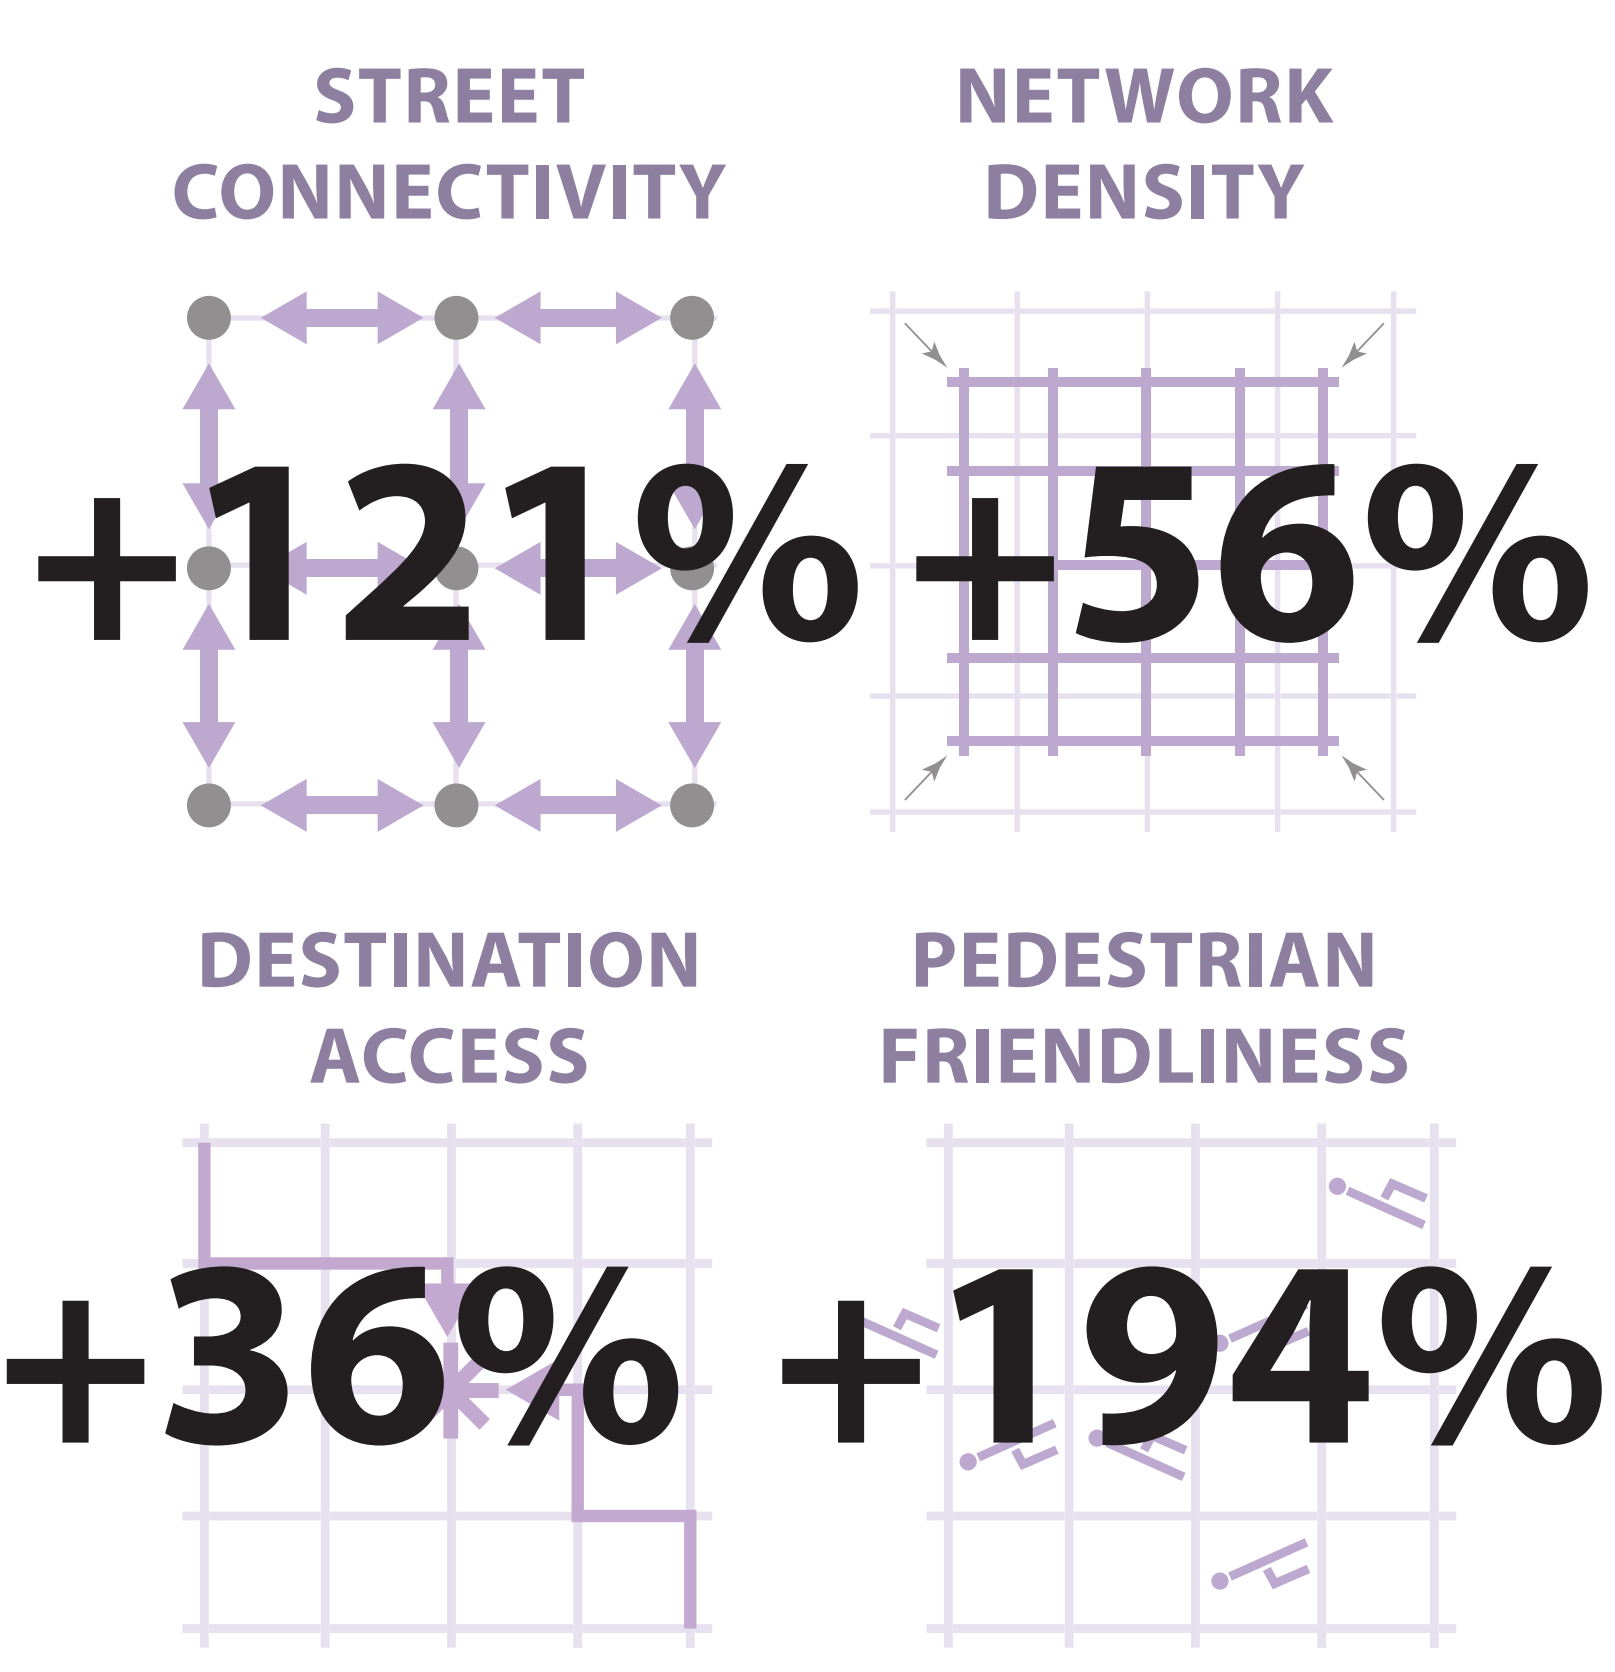 STREET
CONNECTIVITY
+121%
NETWORK
DENSITY
+56%
DESTINATION
ACCESS
+36%
PEDESTRIAN
FRIENDLINESS
+194%